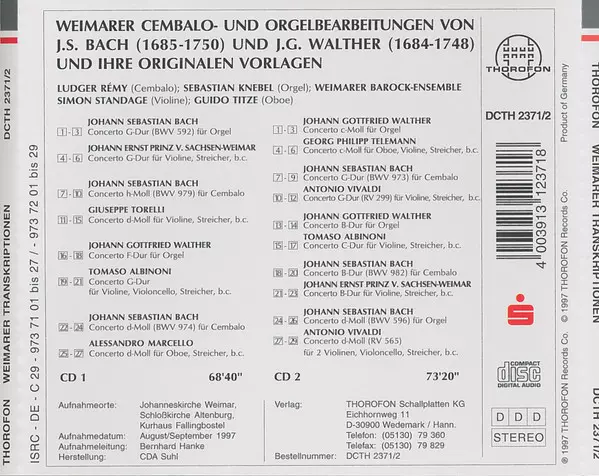 WEIMARER CEMBALO- UND ORGELBEARBEITUNGEN VON
J.S. BACH (1685-1750) UND J.G. WALTHER (1684-1748)
UND IHRE ORIGINALEN VORLAGEN
LUDGER RÉMY (Cembalo); SEBASTIAN KNEBEL (Orgel); WEIMARER BAROCK-ENSEMBLE
SIMON STANDAGE (Violine); GUIDO TITZE (Oboe)
THOROFON
DCTH 2371/2
JOHANN SEBASTIAN BACH
1 - 3 Concerto G-Dur (BWV 592) für Orgel
JOHANN ERNST PRINZ V. SACHSEN-WEIMAR
4 - 6 Concerto G-Dur für Violine, Streicher, b.c.
JOHANN SEBASTIAN BACH
7 - 10 Concerto h-Moll (BWV 979) für Cembalo
GIUSEPPE TORELLI
11 - 15 Concerto d-Moll für Violine, Streicher, b.c.
JOHANN GOTTFRIED WALTHER
16 - 18 Concerto F-Dur für Orgel
TOMASO ALBINONI
19 - 21 Concerto G-Dur
für Violine, Violoncello, Streicher, b.c.
JOHANN SEBASTIAN BACH
22 - 24 Concerto d-Moll (BWV 974) für Cembalo
ALESSANDRO MARCELLO
25 - 27 Concerto d-Moll für Oboe, Streicher, b.c.
CD 1 68'40"
JOHANN GOTTFRIED WALTHER
1 - 3 Concerto c-Moll für Orgel
GEORG PHILIPP TELEMANN
4 - 6 Concerto c-Moll für Oboe, Violine, Streicher, b.c.
JOHANN SEBASTIAN BACH
7 - 9 Concerto G-Dur (BWV 973) für Cembalo
ANTONIO VIVALDI
10 - 12 Concerto G-Dur (RV 299) für Violine, Streicher, b.c.
JOHANN GOTTFRIED WALTHER
13 - 14 Concerto B-Dur für Orgel
TOMASO ALBINONI
15 - 17 Concerto C-Dur für Violine, Streicher, b.c.
JOHANN SEBASTIAN BACH
18 - 20 Concerto B-Dur (BWV 982) für Cembalo
JOHANN ERNST PRINZ V. SACHSEN-WEIMAR
21 - 23 Concerto B-Dur für Violine, Streicher, b.c.
JOHANN SEBASTIAN BACH
24 - 26 Concerto d-Moll (BWV 596) für Orgel
ANTONIO VIVALDI
27 - 29 Concerto d-Moll (RV 565)
für 2 Violinen, Violoncello, Streicher, b.c.
CD 2 73'20"
Aufnahmeorte: Johanneskirche Weimar,
Schloßkirche Altenburg,
Kurhaus Fallingbostel
Aufnahmedatum: August/September 1997
Aufnahmeleitung: Bernhard Hanke
Herstellung: CDA Suhl
Verlag: THOROFON Schallplatten KG
Eichhornweg 11
D-30900 Wedemark / Hann.
Telefon: (05130) 79 360
Telefax: (05130) 79 829
Bestellnummer: DCTH 2371/2
4 003913 123718
COMPACT
disc
DIGITAL AUDIO
D D D
STEREO
Product of Germany
© 1997 THOROFON Records Co.
℗ 1997 THOROFON Records Co.
THOROFON WEIMARER TRANSKRIPTIONEN DCTH 2371/2
ISRC - DE - C 29 - 973 71 01 bis 27 / - 973 72 01 bis 29
THOROFON WEIMARER TRANSKRIPTIONEN DCTH 2371/2